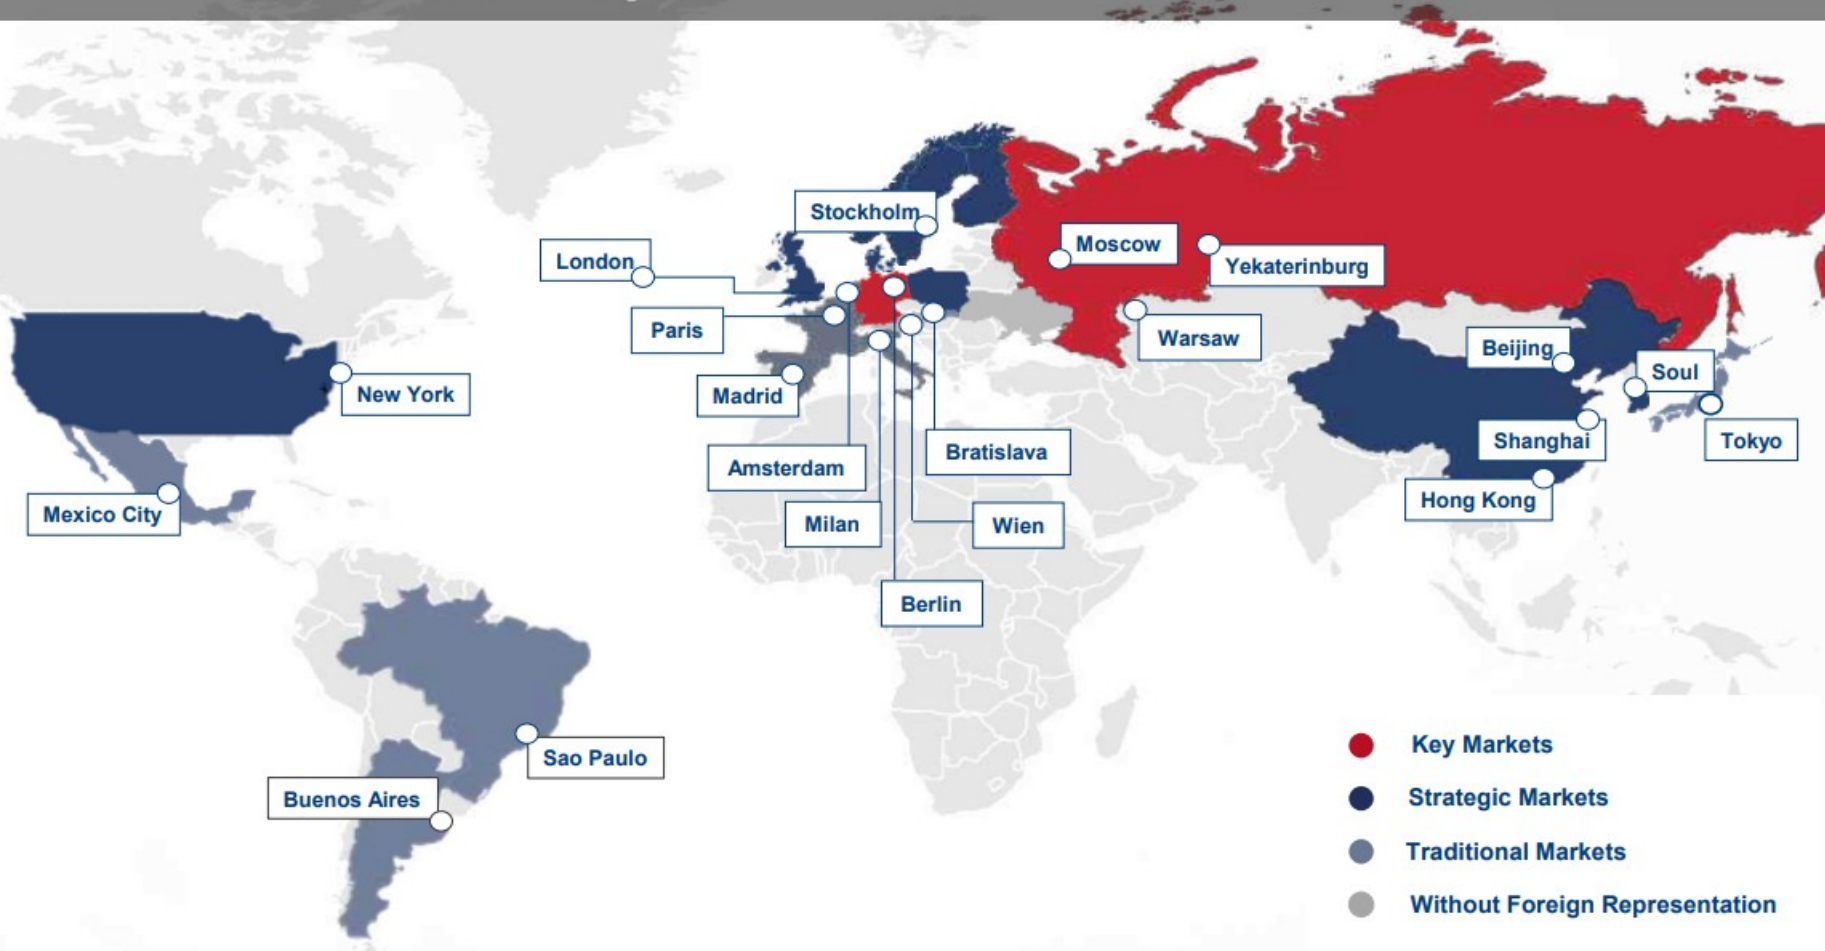 Stockholm
London
Moscow
Yekaterinburg
Paris
Warsaw
Beijing
Soul
New York
Madrid
Shanghai
Tokyo
Amsterdam
Bratislava
Mexico City
Milan
Wien
Hong Kong
Berlin
Sao Paulo
Buenos Aires
Key Markets
Strategic Markets
Traditional Markets
Without Foreign Representation